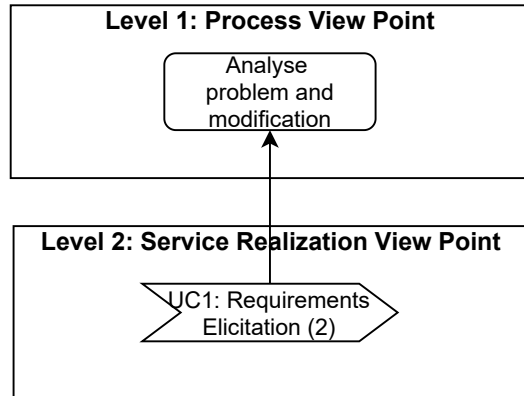 Level 1: Process View Point
Analyse
problem and
modification
Level 2: Service Realization View Point
UC1: Requirements
Elicitation (2)